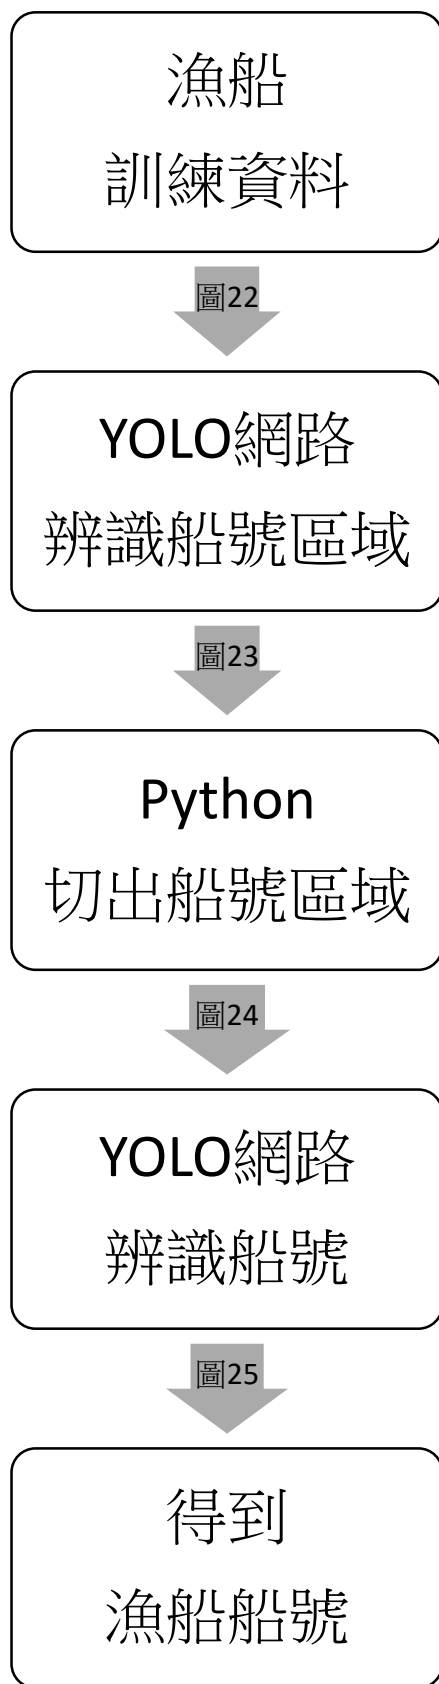 漁船
訓練資料
圖22
YOLO網路
辨識船號區域
圖23
Python
切出船號區域
圖24
YOLO網路
辨識船號
圖25
得到
漁船船號